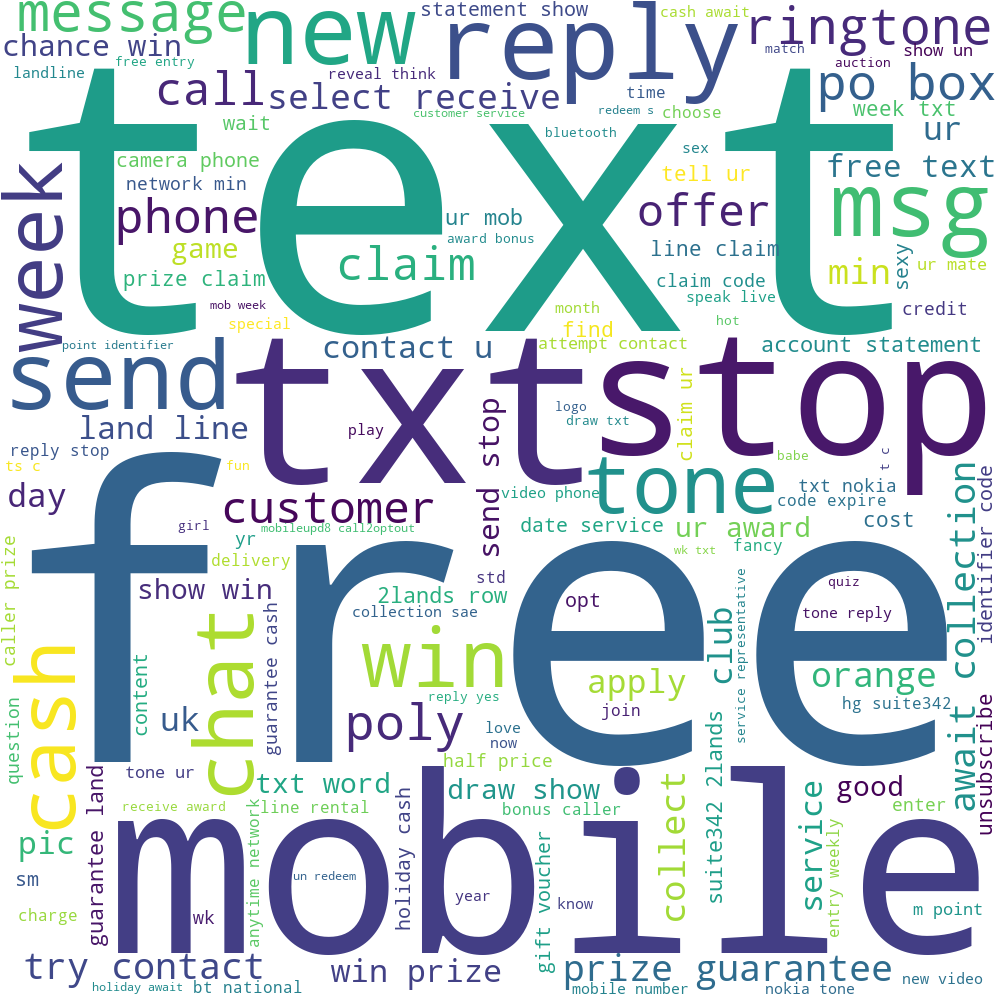 message
new
reply
statement show
cash await
ringtone
chance win
free entry
landline
reveal think
match
show un
auction
call
select receive
time
customer service
redeem s
choose
po box
week txt
wait
bluetooth
ur
text
camera phone
network min
sex
tell ur
free text
week
phone
ur mob
award bonus
offer
msg
game
claim
line claim
prize claim
claim code
min
sexy
ur mate
mob week
special
speak live
month
hot
credit
find
point identifier
contact u
attempt contact
account statement
send
txt
stop
land line
play
send stop
logo
draw txt
claim ur
reply stop
ts c
fun
babe
t c
day
customer
video phone
tone
txt nokia
code expire
identifier code
girl
mobileupd8 call2optout
date service
ur award
cost
collection
yr
wk txt
fancy
free
delivery
caller prize
show win
std
2lands row
collection sae
opt
quiz
tone reply
service representative
guarantee cash
chat
win
club
cash
content
apply
orange
reply yes
hg suite342
question
uk
poly
love
now
join
await
unsubscribe
half price
tone ur
txt word
draw show
suite342 2lands
good
guarantee land
receive award
line rental
bonus caller
collect
service
enter
pic
anytime network
holiday cash
gift voucher
entry weekly
mobile
sm
un redeem
year
know
charge
wk
m point
try contact
win prize
prize guarantee
holiday await
bt national
mobile number
nokia tone
new video